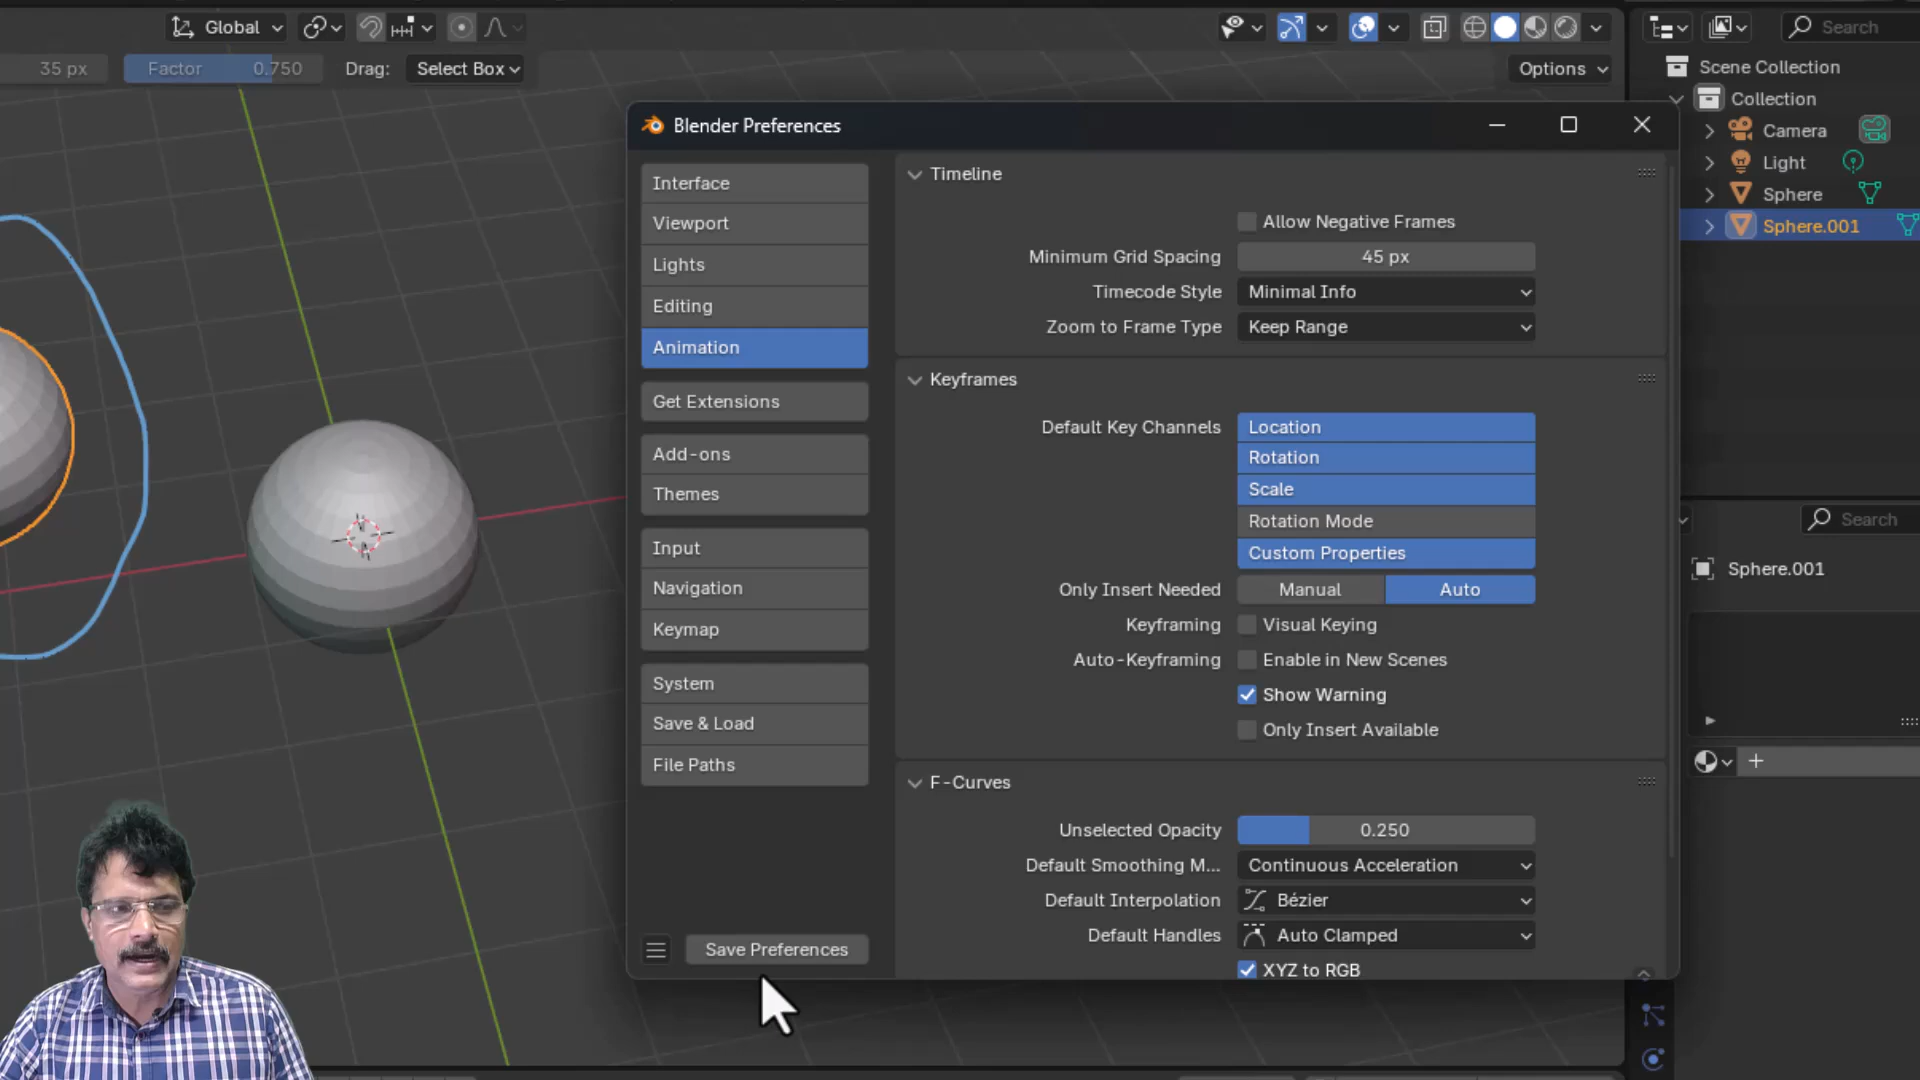 Global
Search
35 px
Factor 0.750
Drag:
Select Box
Options
Scene Collection
Collection
Camera
Light
Sphere
Sphere.001
Blender Preferences
Interface
Viewport
Lights
Editing
Animation
Get Extensions
Add-ons
Themes
Input
Navigation
Keymap
System
Save & Load
File Paths
Save Preferences
Timeline
Allow Negative Frames
Minimum Grid Spacing 45 px
Timecode Style Minimal Info
Zoom to Frame Type Keep Range
Keyframes
Default Key Channels Location
Rotation
Scale
Rotation Mode
Custom Properties
Only Insert Needed Manual Auto
Keyframing Visual Keying
Auto-Keyframing Enable in New Scenes
Show Warning
Only Insert Available
F-Curves
Unselected Opacity 0.250
Default Smoothing M... Continuous Acceleration
Default Interpolation Bézier
Default Handles Auto Clamped
XYZ to RGB
Search
Sphere.001